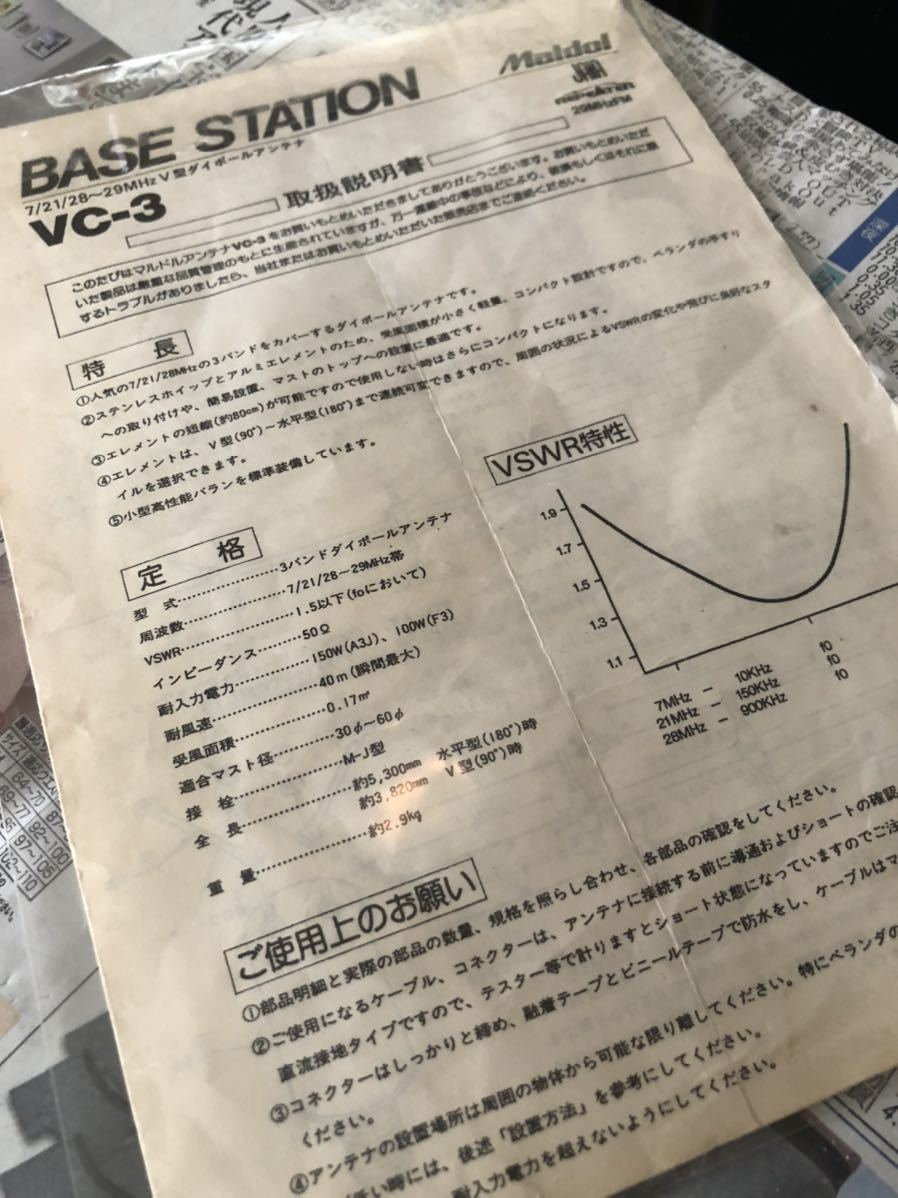 BASE STATION
Maldol
JAIA
REPEATER
29MHzFM
7/21/28〜29MHz V型ダイポールアンテナ
VC-3
取扱説明書
このたびはマルドルアンテナVC-3をお買いもとめいただきましてありがとうございます。お買いもとめいただ
いた製品は厳重な品質管理のもとに生産されていますが、万一運搬中の事故などにより、破損もしくはそれに類
するトラブルがありましたら、当社またはお買いもとめいただいた販売店までご連絡ください。
特 長
①人気の7/21/28MHzの3バンドをカバーするダイポールアンテナです。
②ステンレスホイップとアルミエレメントのため、受風面積が小さく軽量、コンパクト設計ですので、ベランダの手すり
への取り付けや、簡易設置、マストのトップへの設置に最適です。
③エレメントの短縮(約80cm)が可能ですので使用しない時はさらにコンパクトになります。
④エレメントは、V型(90°)〜水平型(180°)まで連続可変できますので、周囲の状況によるVSWRの変化や飛びに良好なスタ
イルを選択できます。
⑤小型高性能バランを標準装備しています。
定 格
型 式…………………3バンドダイポールアンテナ
周波数…………………7/21/28〜29MHz帯
VSWR…………………1.5以下(foにおいて)
インピーダンス…………50Ω
耐入力電力…………150W(A3J)、100W(F3)
耐風速…………………40m(瞬間最大)
受風面積………………0.17㎡
適合マスト径…………30φ〜60φ
接 栓…………………M-J型
全 長…………………約5,300mm 水平型(180°)時
約3,820mm V型(90°)時
重 量…………………約2.9kg
VSWR特性
1.9
1.7
1.5
1.3
1.1
7MHz − 10KHz f0
21MHz − 150KHz f0
28MHz − 900KHz f0
ご使用上のお願い
①部品明細と実際の部品の数量、規格を照らし合わせ、各部品の確認をしてください。
②ご使用になるケーブル、コネクターは、アンテナに接続する前に導通およびショートの確認
直流接地タイプですので、テスター等で計りますとショート状態になっていますのでご注
③コネクターはしっかりと締め、融着テープとビニールテープで防水をし、ケーブルはマ
ください。
④アンテナの設置場所は周囲の物体から可能な限り離してください。特にベランダの
低い時には、後述「設置方法」を参考にしてください。
耐入力電力を超えないようにしてください。